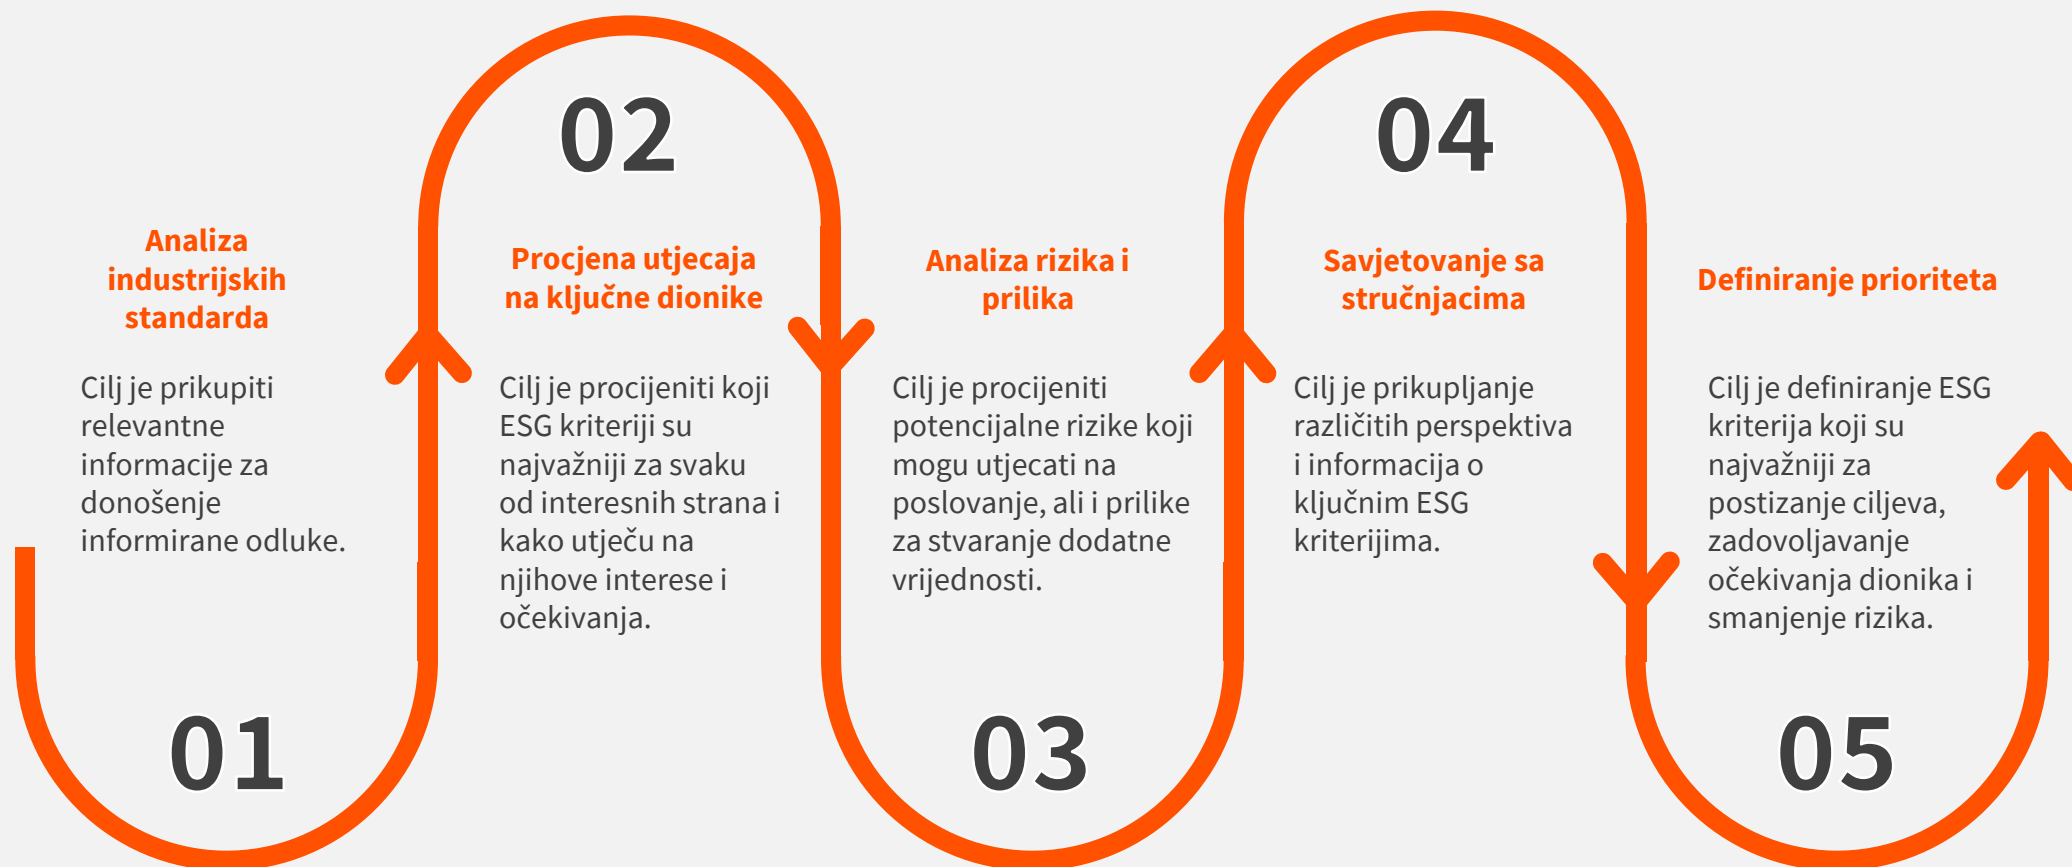 Analiza
industrijskih
standarda
Cilj je prikupiti
relevantne
informacije za
donošenje
informirane odluke.
01
02
Procjena utjecaja
na ključne dionike
Cilj je procijeniti koji
ESG kriteriji su
najvažniji za svaku
od interesnih strana i
kako utječu na
njihove interese i
očekivanja.
Analiza rizika i
prilika
Cilj je procijeniti
potencijalne rizike koji
mogu utjecati na
poslovanje, ali i prilike
za stvaranje dodatne
vrijednosti.
03
04
Savjetovanje sa
stručnjacima
Cilj je prikupljanje
različitih perspektiva
i informacija o
ključnim ESG
kriterijima.
Definiranje prioriteta
Cilj je definiranje ESG
kriterija koji su
najvažniji za
postizanje ciljeva,
zadovoljavanje
očekivanja dionika i
smanjenje rizika.
05